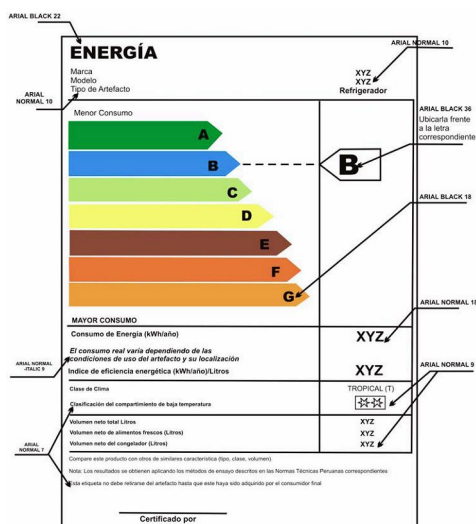 ARIAL BLACK 22
ENERGÍA
ARIAL NORMAL 10
Marca
XYZ
Modelo
XYZ
Tipo de Artefacto
Refrigerador
ARIAL
NORMAL 10
Menor Consumo
ARIAL BLACK 36
Ubicarla frente
a la letra
correspondiente
A
B
B
C
ARIAL BLACK 18
D
E
F
G
ARIAL NORMAL 18
MAYOR CONSUMO
Consumo de Energía (kWh/año)
XYZ
El consumo real varía dependiendo de las
condiciones de uso del artefacto y su localización
ARIAL NORMAL
-ITALIC 9
Indice de eficiencia energética (kWh/año)/Litros
XYZ
ARIAL NORMAL 9
Clase de Clima
TROPICAL (T)
Clasificación del compartimiento de baja temperatura
Volumen neto total Litros
XYZ
Volumen neto de alimentos frescos (Litros)
XYZ
Volumen neto del congelador (Litros)
XYZ
ARIAL
NORMAL 7
Compare este producto con otros de similares característica (tipo, clase, volumen).
Nota: Los resultados se obtienen aplicando los métodos de ensayo descritos en las Normas Técnicas Peruanas correspondientes
Esta etiqueta no debe retirarse del artefacto hasta que este haya sido adquirido por el consumidor final
Certificado por